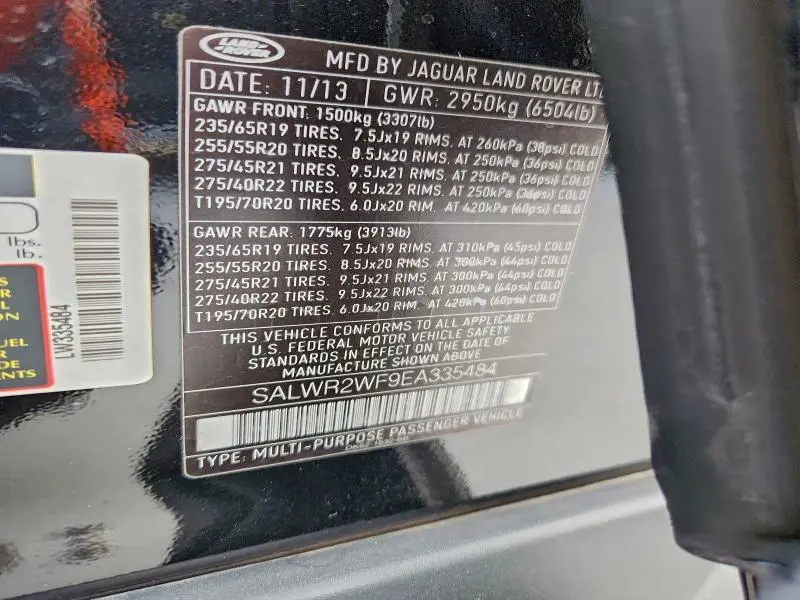 LAND
ROVER
MFD BY JAGUAR LAND ROVER LT
DATE: 11/13 GWR: 2950kg (6504lb)
GAWR FRONT: 1500kg (3307lb)
235/65R19 TIRES. 7.5Jx19 RIMS. AT 260kPa (38psi) COLD
255/55R20 TIRES. 8.5Jx20 RIMS. AT 250kPa (36psi) COLD
275/45R21 TIRES. 9.5Jx21 RIMS. AT 250kPa (36psi) COLD
275/40R22 TIRES. 9.5Jx22 RIMS. AT 250kPa (36psi) COLD
T195/70R20 TIRES. 6.0Jx20 RIM. AT 420kPa (60psi) COLD
GAWR REAR: 1775kg (3913lb)
235/65R19 TIRES. 7.5Jx19 RIMS. AT 310kPa (45psi) COLD
255/55R20 TIRES. 8.5Jx20 RIMS. AT 300kPa (44psi) COLD
275/45R21 TIRES. 9.5Jx21 RIMS. AT 300kPa (44psi) COLD
275/40R22 TIRES. 9.5Jx22 RIMS. AT 300kPa (44psi) COLD
T195/70R20 TIRES. 6.0Jx20 RIM. AT 420kPa (60psi) COLD
THIS VEHICLE CONFORMS TO ALL APPLICABLE
U.S. FEDERAL MOTOR VEHICLE SAFETY
STANDARDS IN EFFECT ON THE DATE OF
MANUFACTURE SHOWN ABOVE
SALWR2WF9EA335484
TYPE: MULTI-PURPOSE PASSENGER VEHICLE
lbs.
lb.
LW335484
S
R
L
ON
UEL
R
DE
ENTS